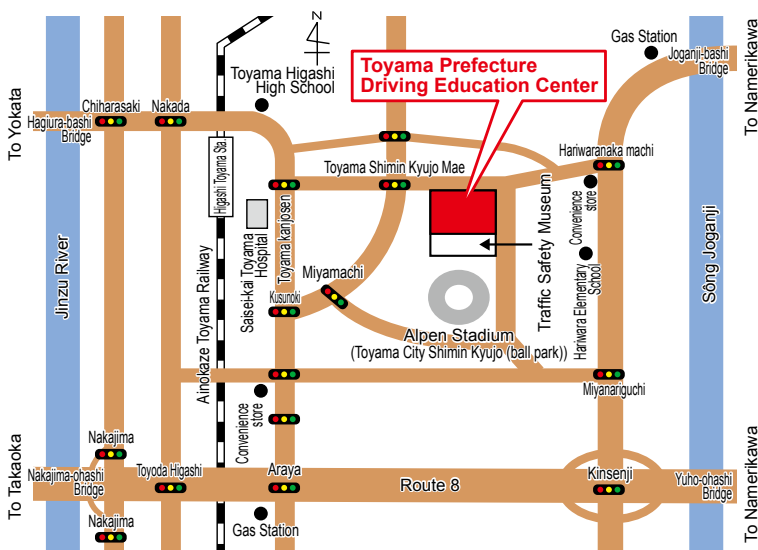 N
Gas Station
Joganji-bashi
Bridge
To Namerikawa
Toyama Higashi
High School
Toyama Prefecture
Driving Education Center
To Yokata
Chiharasaki
Nakada
Hagiura-bashi
Bridge
Higashi Toyama Sta.
Toyama Shimin Kyujo Mae
Hariwaranaka machi
Convenience
store
Saisei-kai Toyama
Hospital
Toyama kanjosen
Traffic Safety Museum
Jinzu River
Miyamachi
Kusunoki
Hariwara Elementary
School
Sông Joganji
Ainokaze Toyama Railway
Alpen Stadium
(Toyama City Shimin Kyujo (ball park))
Miyanariguchi
Convenience
store
To Takaoka
Nakajima
Nakajima-ohashi
Bridge
Toyoda Higashi
Araya
Route 8
Kinsenji
Yuho-ohashi
Bridge
To Namerikawa
Nakajima
Gas Station